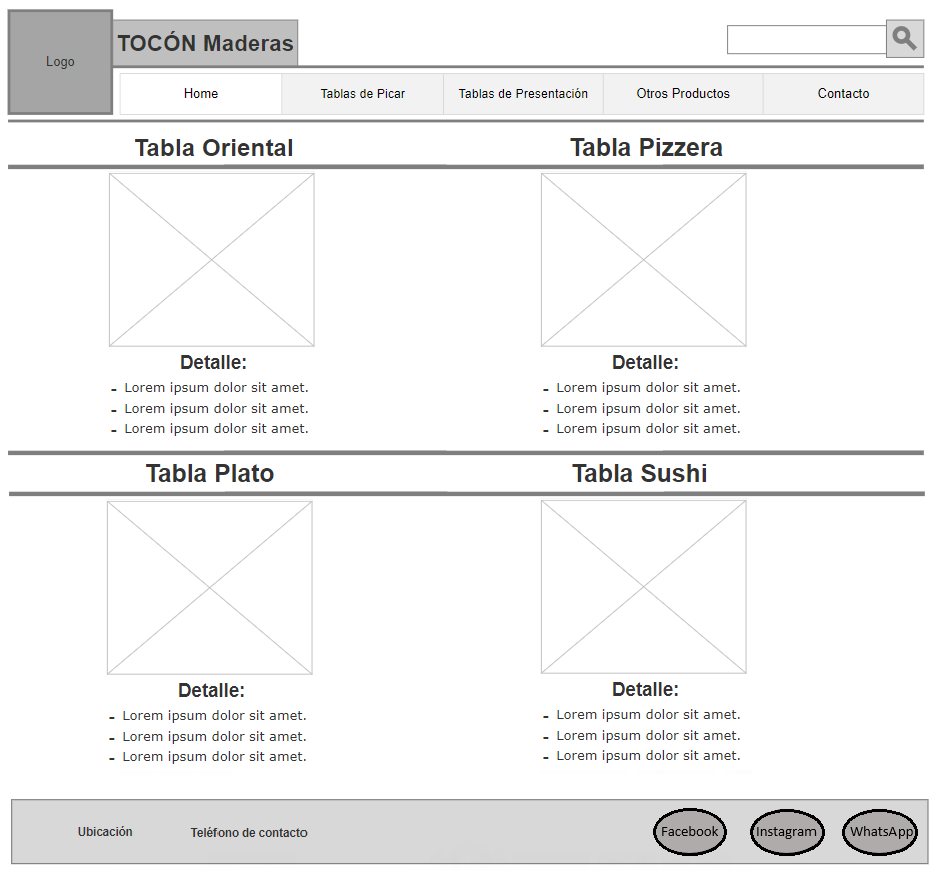 Logo
TOCÓN Maderas
Home Tablas de Picar Tablas de Presentación Otros Productos Contacto
Tabla Oriental Tabla Pizzera
Detalle: Detalle:
- Lorem ipsum dolor sit amet. - Lorem ipsum dolor sit amet.
- Lorem ipsum dolor sit amet. - Lorem ipsum dolor sit amet.
- Lorem ipsum dolor sit amet. - Lorem ipsum dolor sit amet.
Tabla Plato Tabla Sushi
Detalle: Detalle:
- Lorem ipsum dolor sit amet. - Lorem ipsum dolor sit amet.
- Lorem ipsum dolor sit amet. - Lorem ipsum dolor sit amet.
- Lorem ipsum dolor sit amet. - Lorem ipsum dolor sit amet.
Ubicación Teléfono de contacto Facebook Instagram WhatsApp